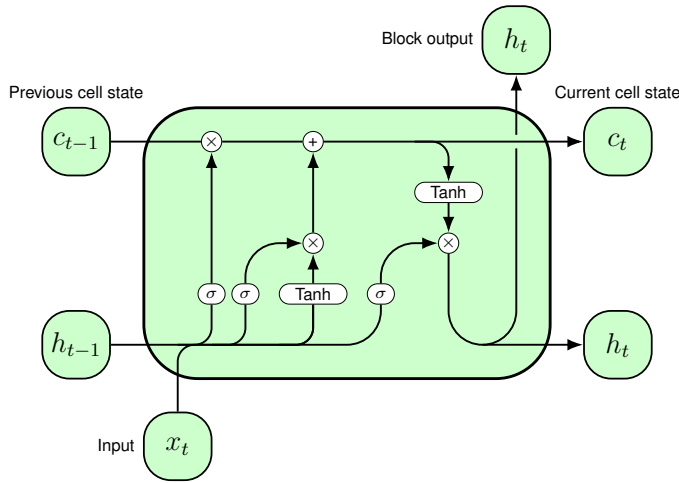 Block output
h_t
Previous cell state
Current cell state
c_{t-1}
×
+
c_t
Tanh
×
×
σ
σ
Tanh
σ
h_{t-1}
h_t
Input
x_t